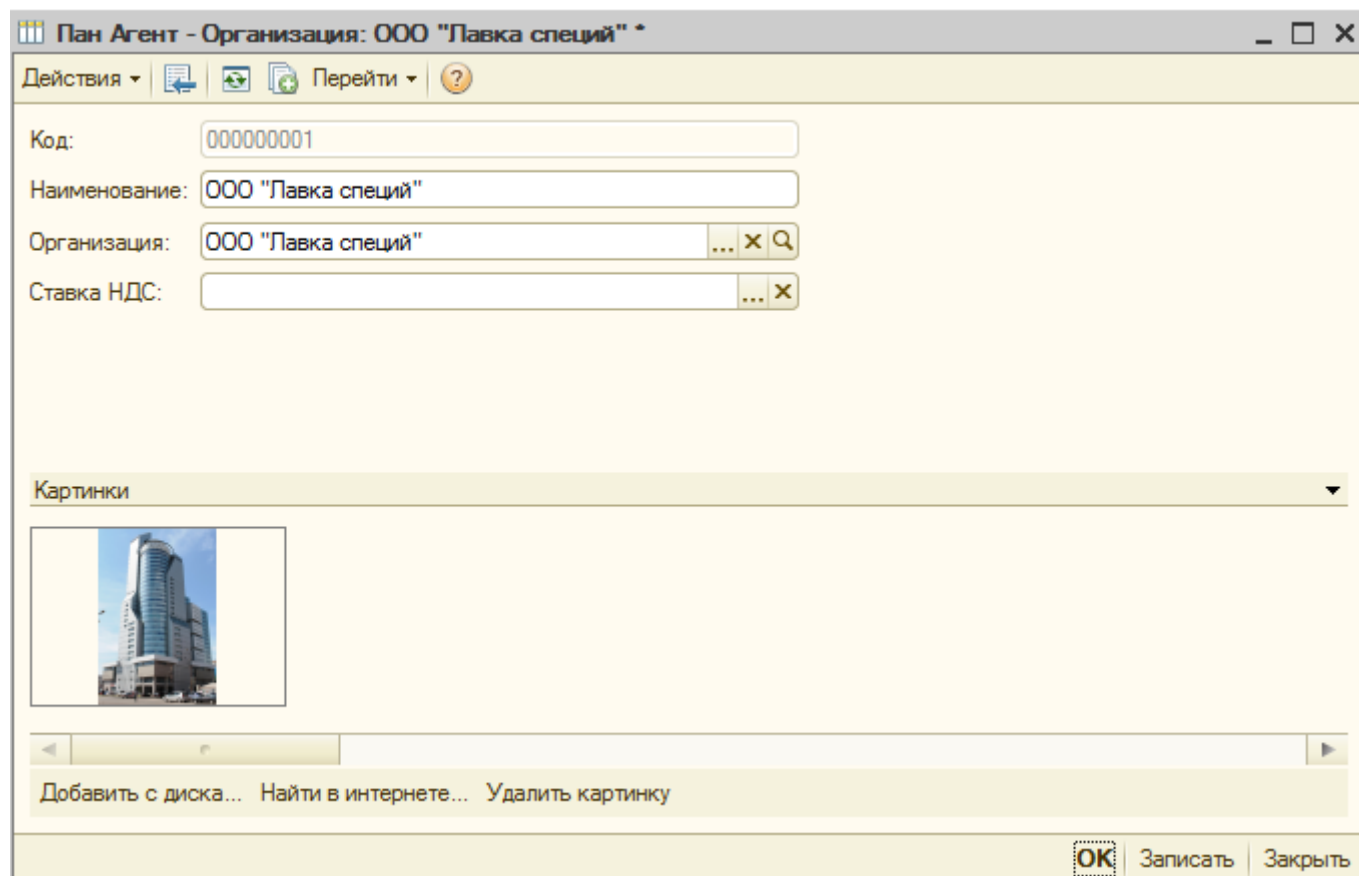 Пан Агент - Организация: ООО "Лавка специй" *
Действия Перейти ?
Код: 000000001
Наименование: ООО "Лавка специй"
Организация: ООО "Лавка специй" ...
Ставка НДС: ...
Картинки
Добавить с диска... Найти в интернете... Удалить картинку
OK Записать Закрыть